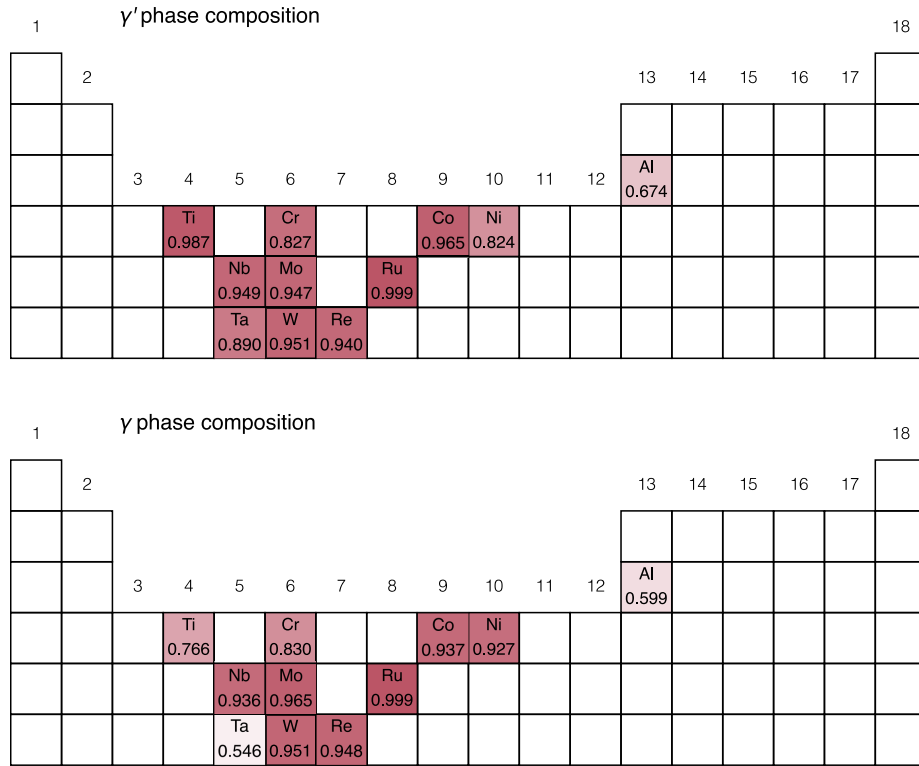 γ′ phase composition
1 18
2 13 14 15 16 17
3 4 5 6 7 8 9 10 11 12 Al
0.674
Ti Cr Co Ni
0.987 0.827 0.965 0.824
Nb Mo Ru
0.949 0.947 0.999
Ta W Re
0.890 0.951 0.940
γ phase composition
1 18
2 13 14 15 16 17
3 4 5 6 7 8 9 10 11 12 Al
0.599
Ti Cr Co Ni
0.766 0.830 0.937 0.927
Nb Mo Ru
0.936 0.965 0.999
Ta W Re
0.546 0.951 0.948